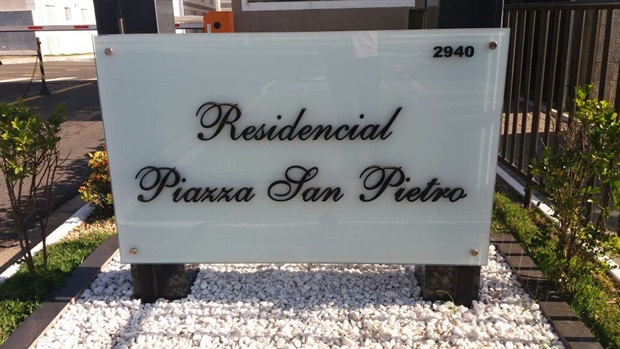 2940
Residencial
Piazza San Pietro